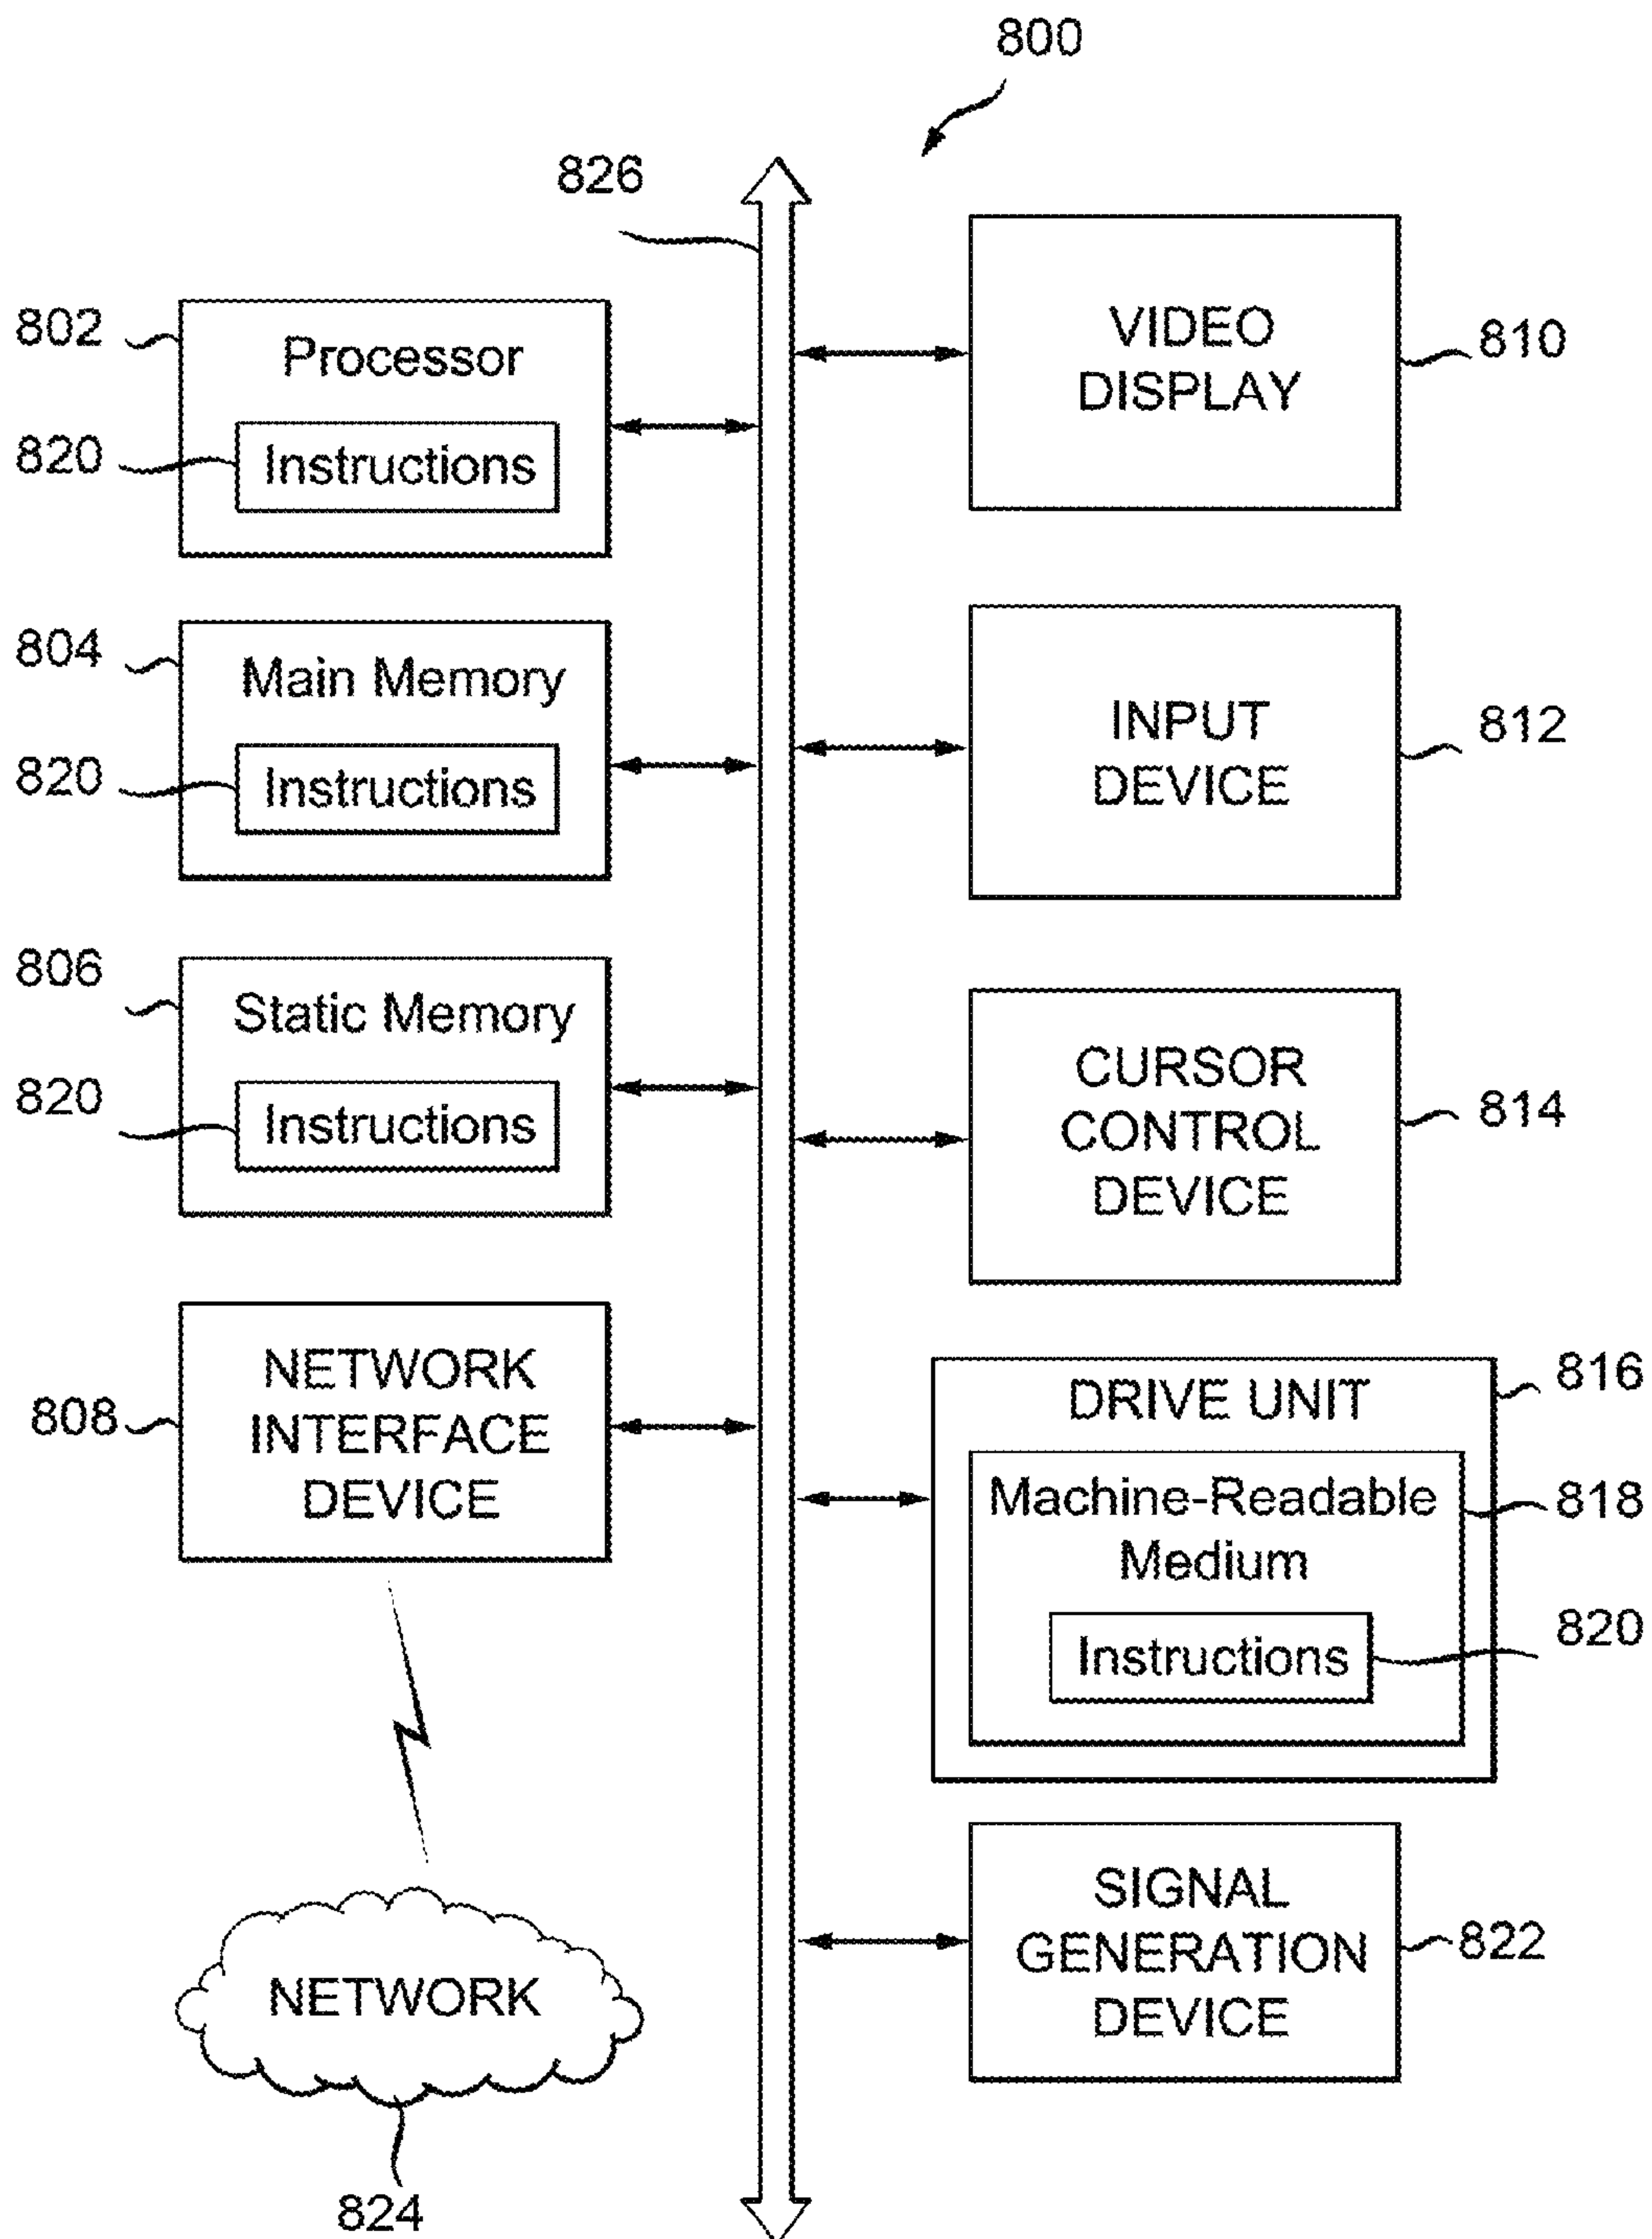 800
826
802
Processor
820
Instructions
804
Main Memory
820
Instructions
806
Static Memory
820
Instructions
808
NETWORK
INTERFACE
DEVICE
NETWORK
824
VIDEO
DISPLAY
810
INPUT
DEVICE
812
CURSOR
CONTROL
DEVICE
814
DRIVE UNIT
816
Machine-Readable
Medium
818
Instructions
820
SIGNAL
GENERATION
DEVICE
822